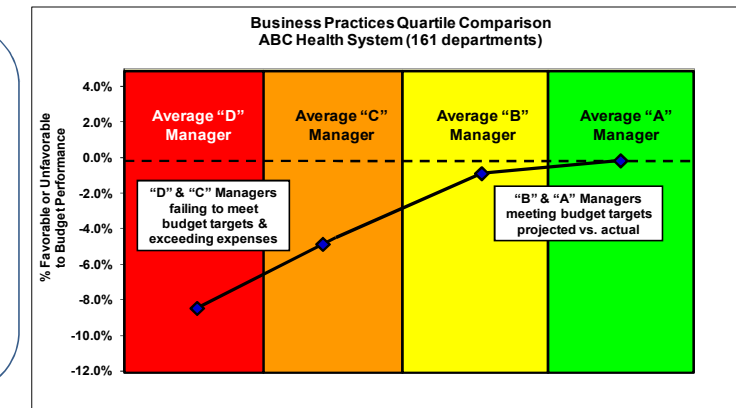 Business Practices Quartile Comparison
ABC Health System (161 departments)
% Favorable or Unfavorable
to Budget Performance
4.0%
2.0%
0.0%
-2.0%
-4.0%
-6.0%
-8.0%
-10.0%
-12.0%
Average “D”
Manager
Average “C”
Manager
Average “B”
Manager
Average “A”
Manager
“D” & “C” Managers
failing to meet
budget targets &
exceeding expenses
“B” & “A” Managers
meeting budget targets
projected vs. actual